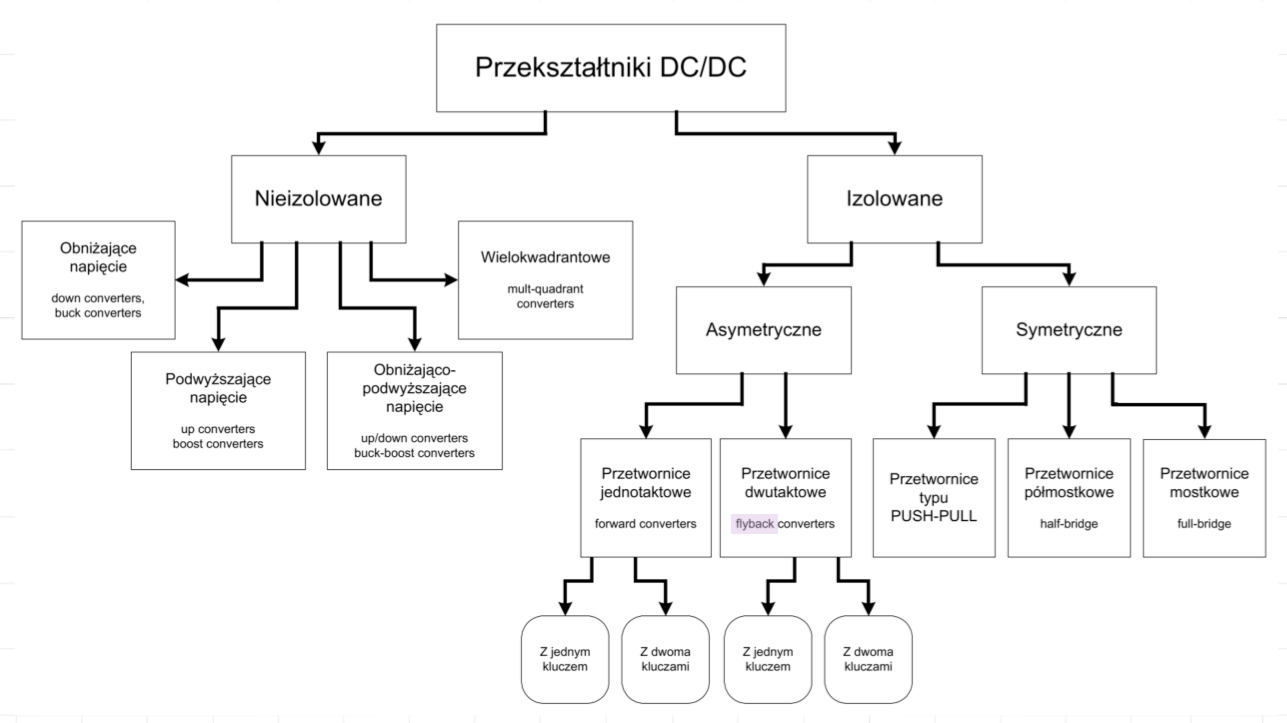 Przekształtniki DC/DC
Nieizolowane
Izolowane
Obniżające
napięcie
down converters,
buck converters
Wielokwadrantowe
mult-quadrant
converters
Podwyższające
napięcie
up converters
boost converters
Obniżająco-
podwyższające
napięcie
up/down converters
buck-boost converters
Asymetryczne
Symetryczne
Przetwornice
jednotaktowe
forward converters
Przetwornice
dwutaktowe
flyback converters
Przetwornice
typu
PUSH-PULL
Przetwornice
półmostkowe
half-bridge
Przetwornice
mostkowe
full-bridge
Z jednym
kluczem
Z dwoma
kluczami
Z jednym
kluczem
Z dwoma
kluczami